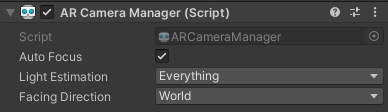 AR Camera Manager (Script)
Script ARCameraManager
Auto Focus
Light Estimation Everything
Facing Direction World